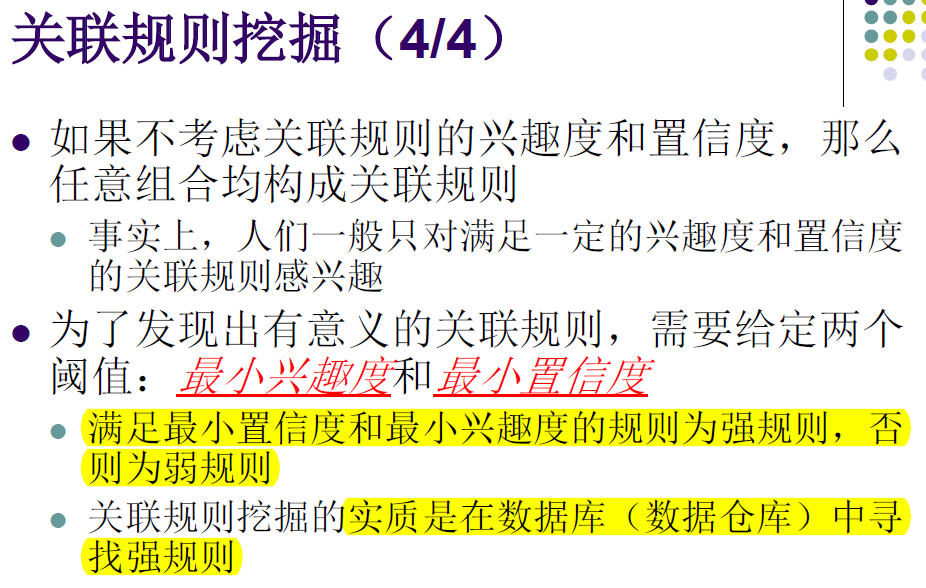 关联规则挖掘（4/4）
如果不考虑关联规则的兴趣度和置信度，那么
任意组合均构成关联规则
事实上，人们一般只对满足一定的兴趣度和置信度
的关联规则感兴趣
为了发现出有意义的关联规则，需要给定两个
阈值：最小兴趣度和最小置信度
满足最小置信度和最小兴趣度的规则为强规则，否
则为弱规则
关联规则挖掘的实质是在数据库（数据仓库）中寻
找强规则